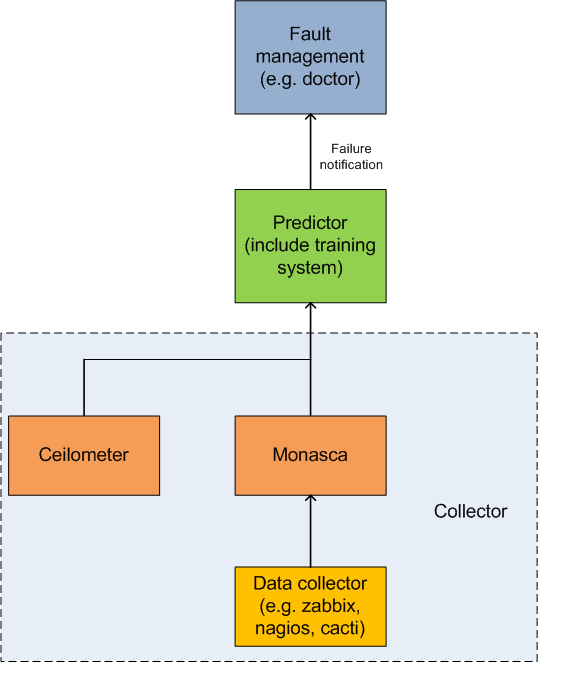 Fault
management
(e.g. doctor)
Failure
notification
Predictor
(include training
system)
Ceilometer
Monasca
Collector
Data collector
(e.g. zabbix,
nagios, cacti)